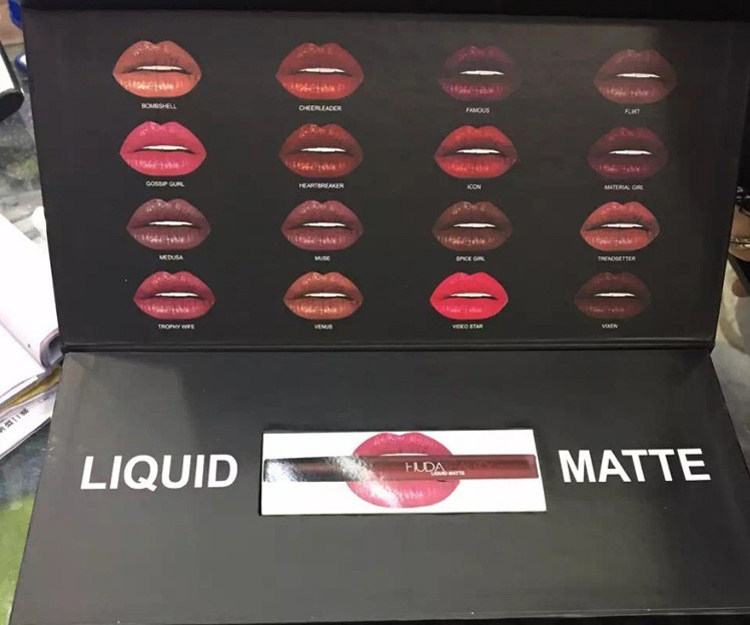 BOMBSHELL
CHEERLEADER
FAMOUS
FLIRT
GOSSIP GURL
HEARTBREAKER
ICON
MATERIAL GIRL
MEDUSA
MUSE
SPICE GIRL
TRENDSETTER
TROPHY WIFE
VENUS
VIDEO STAR
VIXEN
LIQUID
HUDA
LIQUID MATTE
MATTE